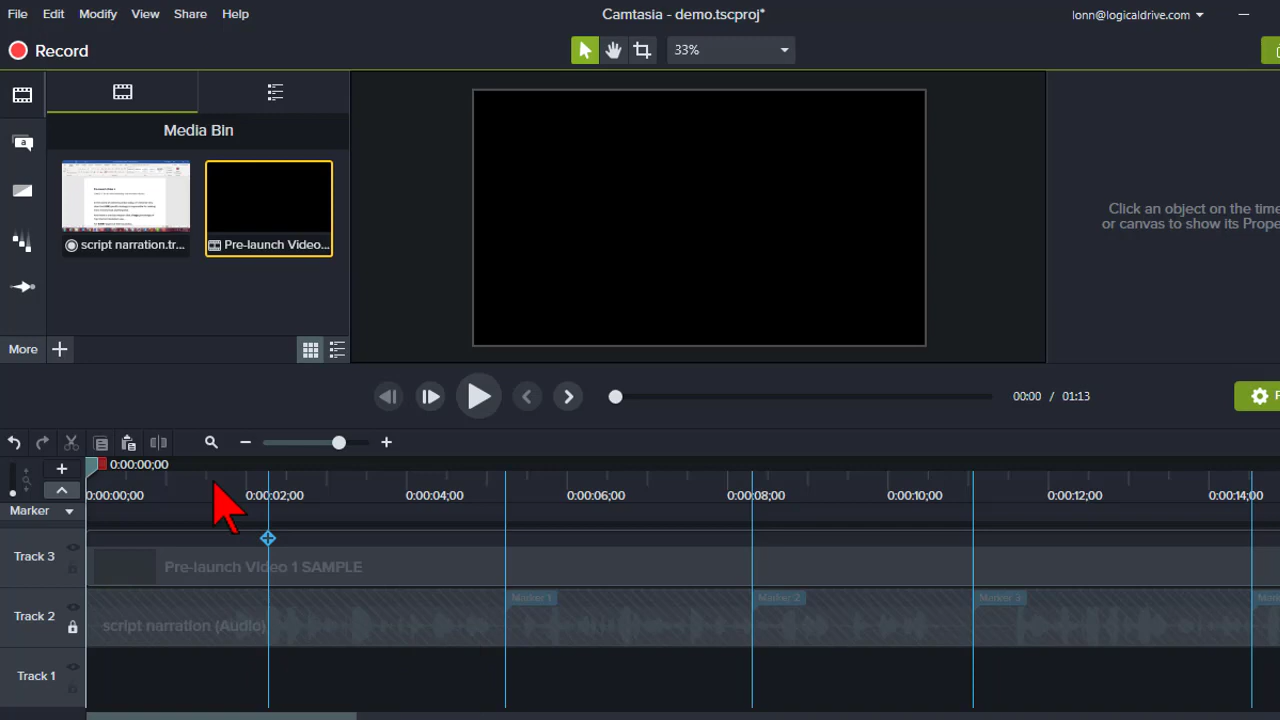 File Edit Modify View Share Help
Camtasia - demo.tscproj*
lonn@logicaldrive.com
Record
33%
Media Bin
a
script narration.tr...
Pre-launch Video...
Click an object on the time
or canvas to show its Prope
More
00:00 / 01:13
0:00:00;00
0:00:00;00 0:00:02;00 0:00:04;00 0:00:06;00 0:00:08;00 0:00:10;00 0:00:12;00 0:00:14;00
Marker
Track 3
Pre-launch Video 1 SAMPLE
Marker 1 Marker 2 Marker 3
Track 2
script narration (Audio)
Track 1